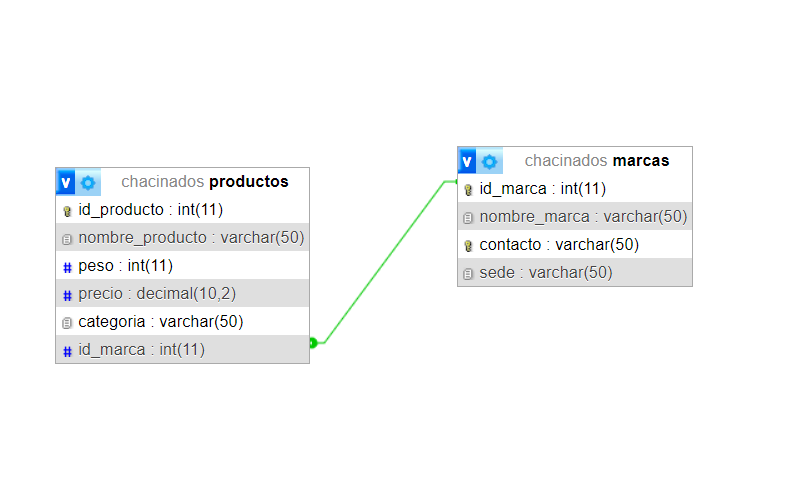 v chacinados productos
id_producto : int(11)
nombre_producto : varchar(50)
# peso : int(11)
# precio : decimal(10,2)
categoria : varchar(50)
# id_marca : int(11)
v chacinados marcas
id_marca : int(11)
nombre_marca : varchar(50)
contacto : varchar(50)
sede : varchar(50)